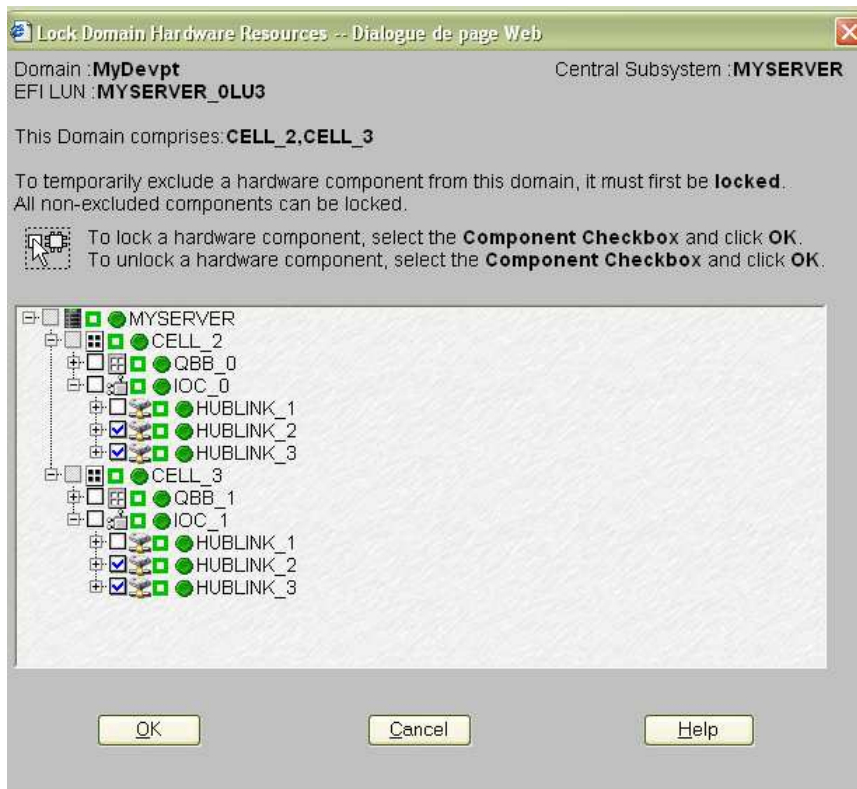 Lock Domain Hardware Resources -- Dialogue de page Web
Domain :MyDevpt Central Subsystem :MYSERVER
EFI LUN :MYSERVER_0LU3
This Domain comprises:CELL_2,CELL_3
To temporarily exclude a hardware component from this domain, it must first be locked.
All non-excluded components can be locked.
To lock a hardware component, select the Component Checkbox and click OK.
To unlock a hardware component, select the Component Checkbox and click OK.
MYSERVER
CELL_2
QBB_0
IOC_0
HUBLINK_1
HUBLINK_2
HUBLINK_3
CELL_3
QBB_1
IOC_1
HUBLINK_1
HUBLINK_2
HUBLINK_3
OK Cancel Help